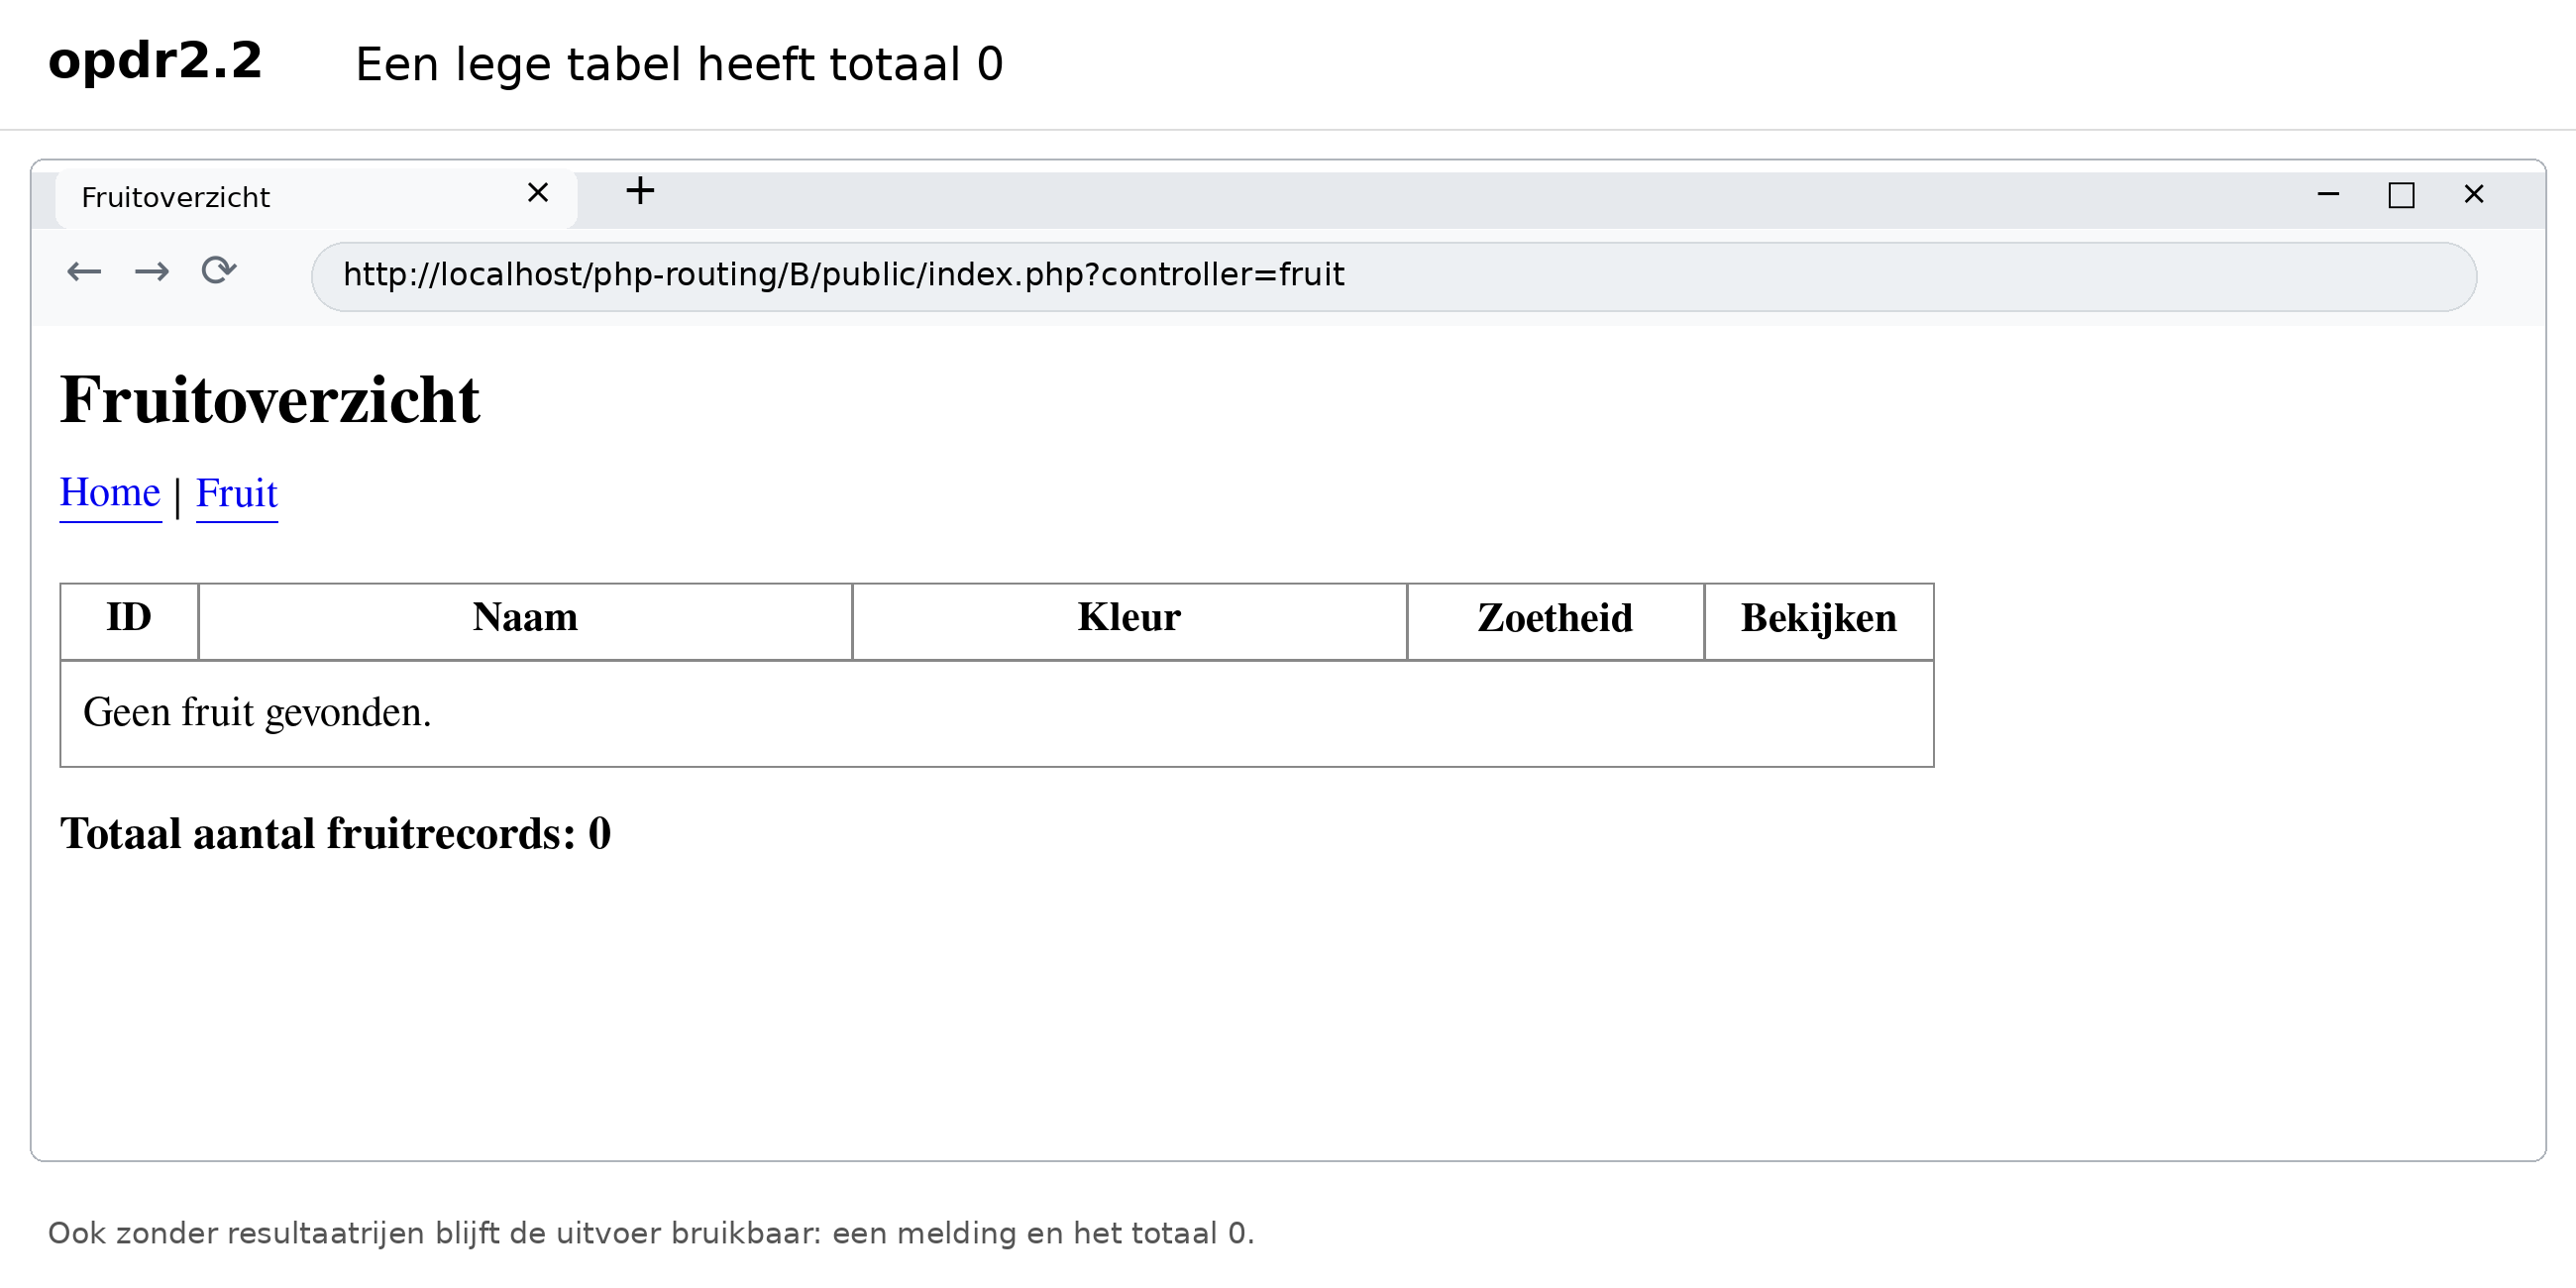 opdr2.2 Een lege tabel heeft totaal 0
Fruitoverzicht
http://localhost/php-routing/B/public/index.php?controller=fruit
Fruitoverzicht
Home | Fruit
ID Naam Kleur Zoetheid Bekijken
Geen fruit gevonden.
Totaal aantal fruitrecords: 0
Ook zonder resultaatrijen blijft de uitvoer bruikbaar: een melding en het totaal 0.